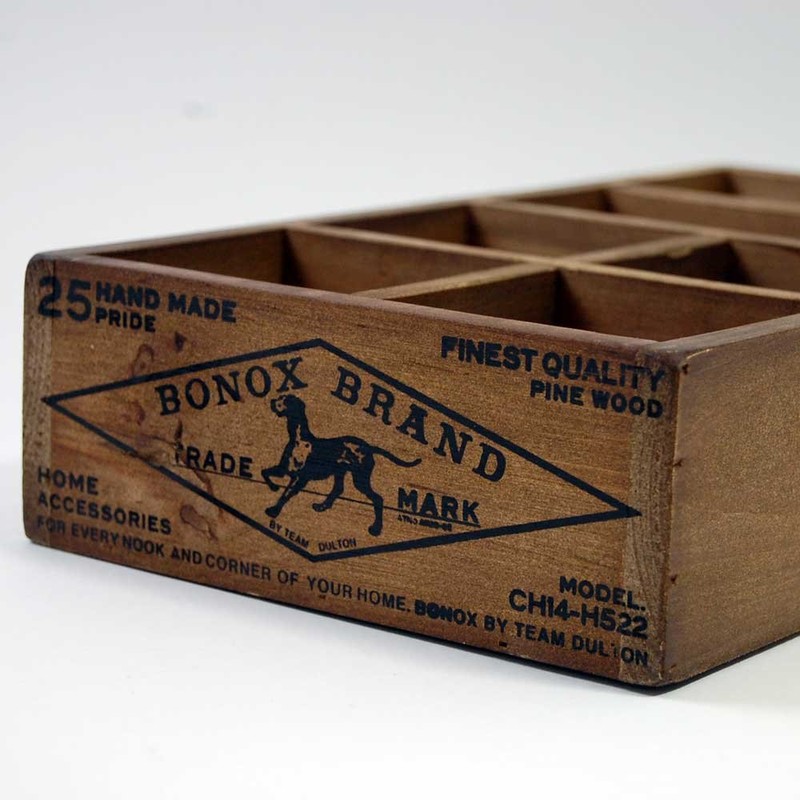 25 HAND MADE
PRIDE
FINEST QUALITY
PINE WOOD
BONOX BRAND
TRADE MARK
BY TEAM DULTON
HOME
ACCESSORIES
FOR EVERY NOOK AND CORNER OF YOUR HOME. BONOX BY TEAM DULTON
MODEL.
CH14-H522